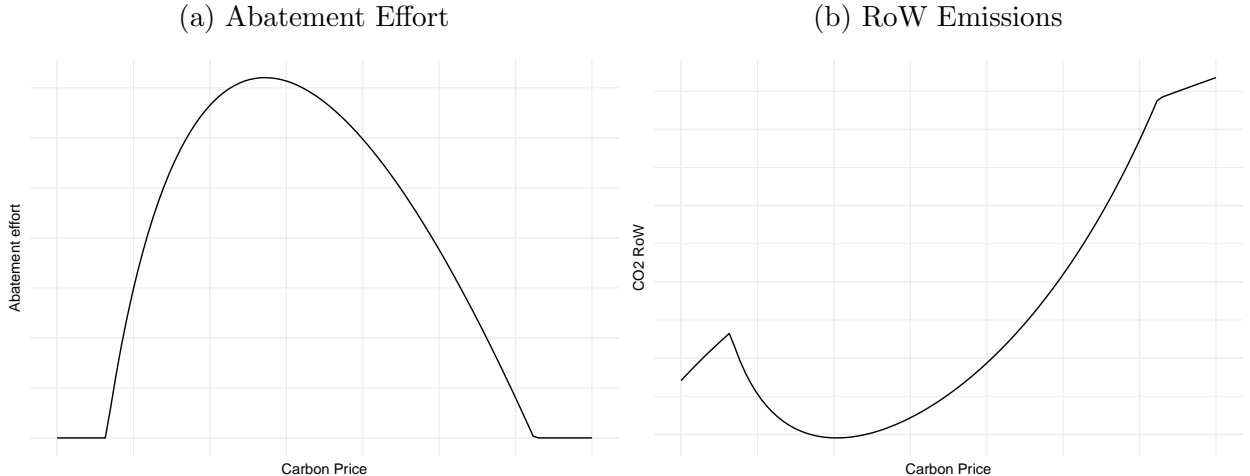 (a) Abatement Effort
Abatement effort
Carbon Price
(b) RoW Emissions
CO2 RoW
Carbon Price